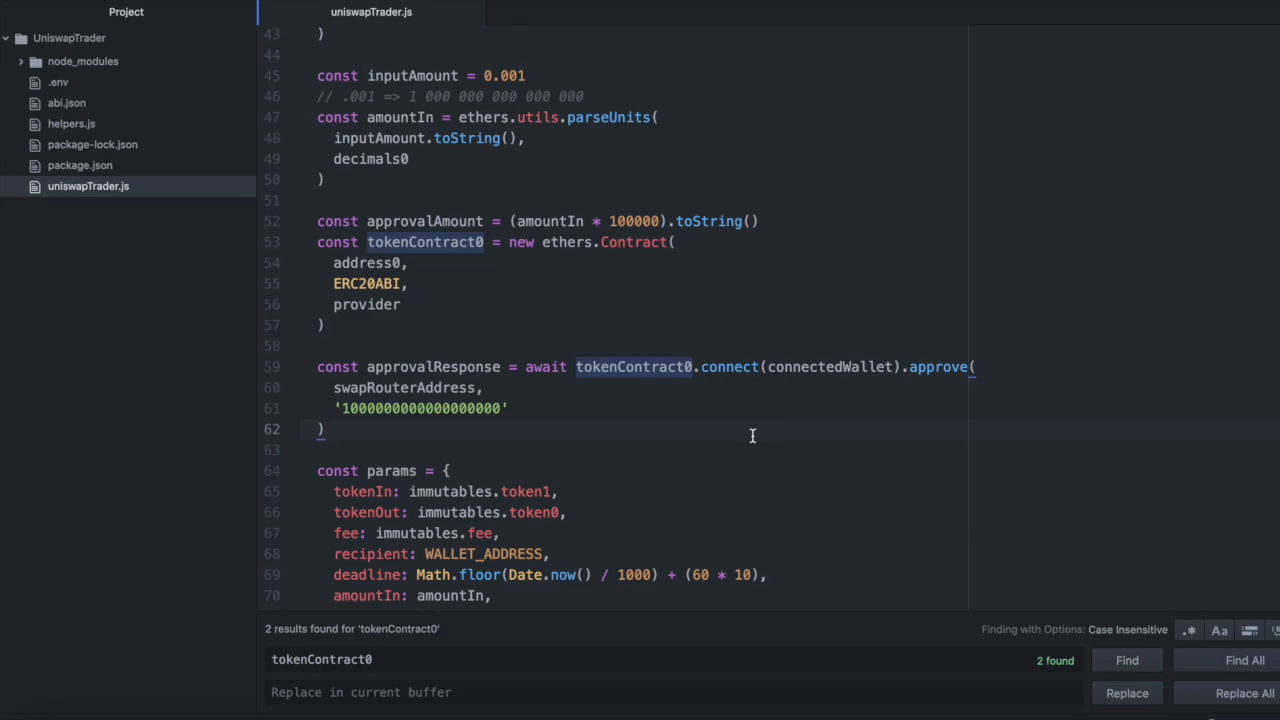 Project
UniswapTrader
node_modules
.env
abi.json
helpers.js
package-lock.json
package.json
uniswapTrader.js
uniswapTrader.js
43 )
44
45 const inputAmount = 0.001
46 // .001 => 1 000 000 000 000 000
47 const amountIn = ethers.utils.parseUnits(
48 inputAmount.toString(),
49 decimals0
50 )
51
52 const approvalAmount = (amountIn * 100000).toString()
53 const tokenContract0 = new ethers.Contract(
54 address0,
55 ERC20ABI,
56 provider
57 )
58
59 const approvalResponse = await tokenContract0.connect(connectedWallet).approve(
60 swapRouterAddress,
61 '1000000000000000000'
62 )
63
64 const params = {
65 tokenIn: immutables.token1,
66 tokenOut: immutables.token0,
67 fee: immutables.fee,
68 recipient: WALLET_ADDRESS,
69 deadline: Math.floor(Date.now() / 1000) + (60 * 10),
70 amountIn: amountIn,
2 results found for 'tokenContract0'
Finding with Options: Case Insensitive
.* Aa
tokenContract0
2 found
Find
Find All
Replace in current buffer
Replace
Replace All